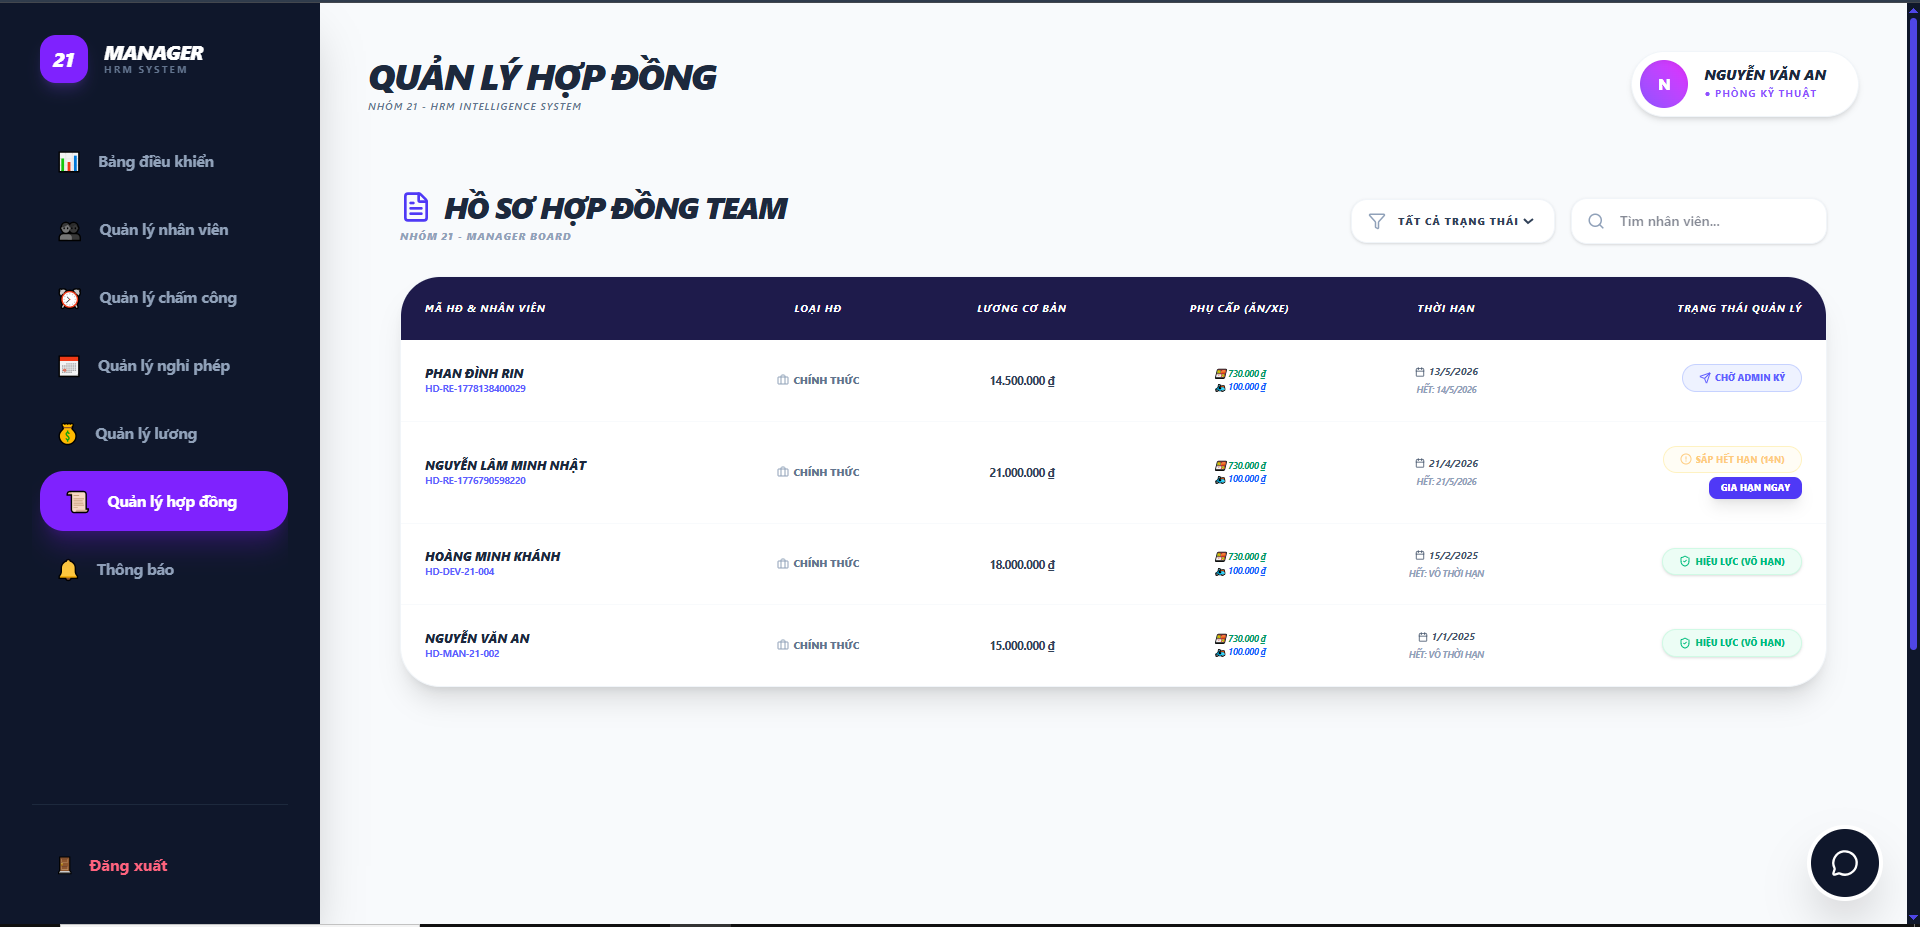 21
MANAGER
HRM SYSTEM
Bảng điều khiển
Quản lý nhân viên
Quản lý chấm công
Quản lý nghỉ phép
Quản lý lương
Quản lý hợp đồng
Thông báo
Đăng xuất
QUẢN LÝ HỢP ĐỒNG
NHÓM 21 - HRM INTELLIGENCE SYSTEM
N
NGUYỄN VĂN AN
• PHÒNG KỸ THUẬT
HỒ SƠ HỢP ĐỒNG TEAM
NHÓM 21 - MANAGER BOARD
TẤT CẢ TRẠNG THÁI
Tìm nhân viên...
MÃ HĐ & NHÂN VIÊN LOẠI HĐ LƯƠNG CƠ BẢN PHỤ CẤP (ĂN/XE) THỜI HẠN TRẠNG THÁI QUẢN LÝ
PHAN ĐÌNH RIN
HD-RE-1778138400029
CHÍNH THỨC
14.500.000 ₫
730.000 ₫
100.000 ₫
13/5/2026
HẾT: 14/5/2026
CHỜ ADMIN KÝ
NGUYỄN LÂM MINH NHẬT
HD-RE-1776790598220
CHÍNH THỨC
21.000.000 ₫
730.000 ₫
100.000 ₫
21/4/2026
HẾT: 21/5/2026
SẮP HẾT HẠN (14N)
GIA HẠN NGAY
HOÀNG MINH KHÁNH
HD-DEV-21-004
CHÍNH THỨC
18.000.000 ₫
730.000 ₫
100.000 ₫
15/2/2025
HẾT: VÔ THỜI HẠN
HIỆU LỰC (VÔ HẠN)
NGUYỄN VĂN AN
HD-MAN-21-002
CHÍNH THỨC
15.000.000 ₫
730.000 ₫
100.000 ₫
1/1/2025
HẾT: VÔ THỜI HẠN
HIỆU LỰC (VÔ HẠN)